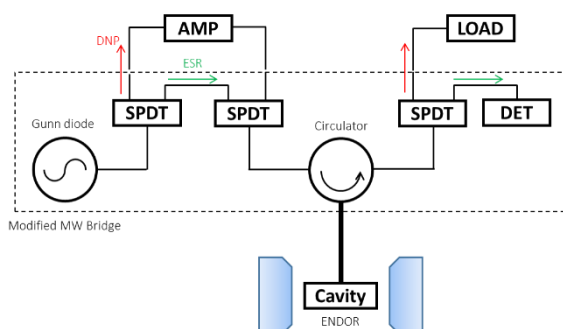 AMP
LOAD
DNP
ESR
Gunn diode
SPDT
SPDT
Circulator
SPDT
DET
Modified MW Bridge
Cavity
ENDOR